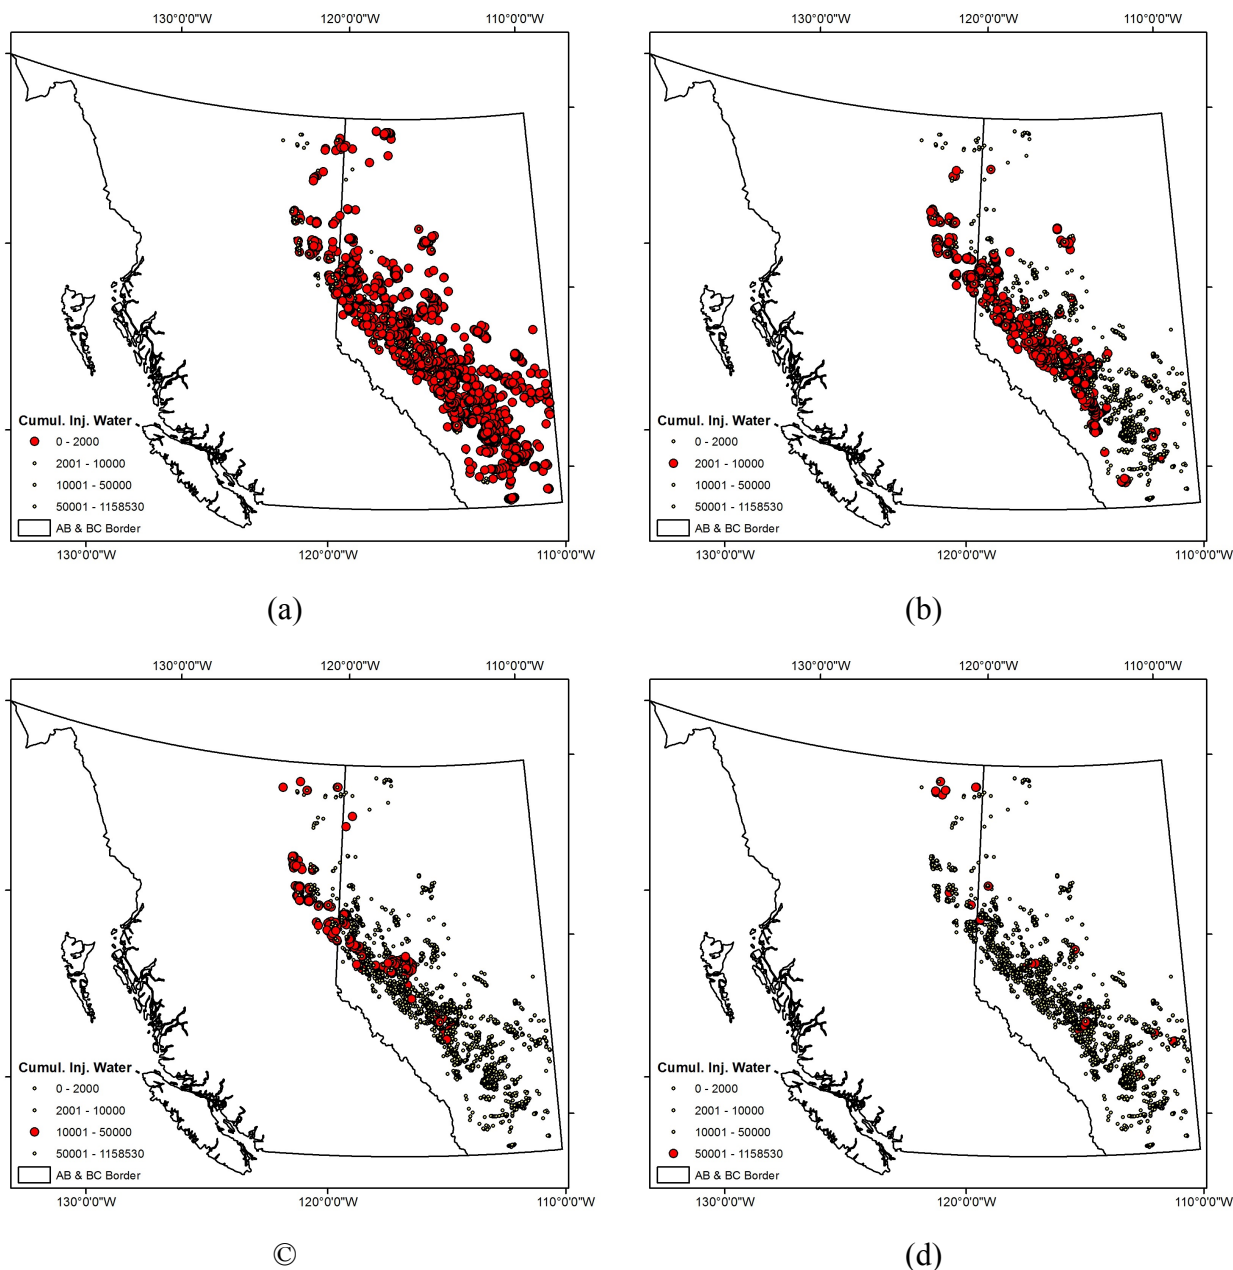 130°0'0"W 120°0'0"W 110°0'0"W
Cumul. Inj. Water
0 - 2000
2001 - 10000
10001 - 50000
50001 - 1158530
AB & BC Border
130°0'0"W 120°0'0"W 110°0'0"W
(a)
130°0'0"W 120°0'0"W 110°0'0"W
Cumul. Inj. Water
0 - 2000
2001 - 10000
10001 - 50000
50001 - 1158530
AB & BC Border
130°0'0"W 120°0'0"W 110°0'0"W
(b)
130°0'0"W 120°0'0"W 110°0'0"W
Cumul. Inj. Water
0 - 2000
2001 - 10000
10001 - 50000
50001 - 1158530
AB & BC Border
130°0'0"W 120°0'0"W 110°0'0"W
©
130°0'0"W 120°0'0"W 110°0'0"W
Cumul. Inj. Water
0 - 2000
2001 - 10000
10001 - 50000
50001 - 1158530
AB & BC Border
130°0'0"W 120°0'0"W 110°0'0"W
(d)